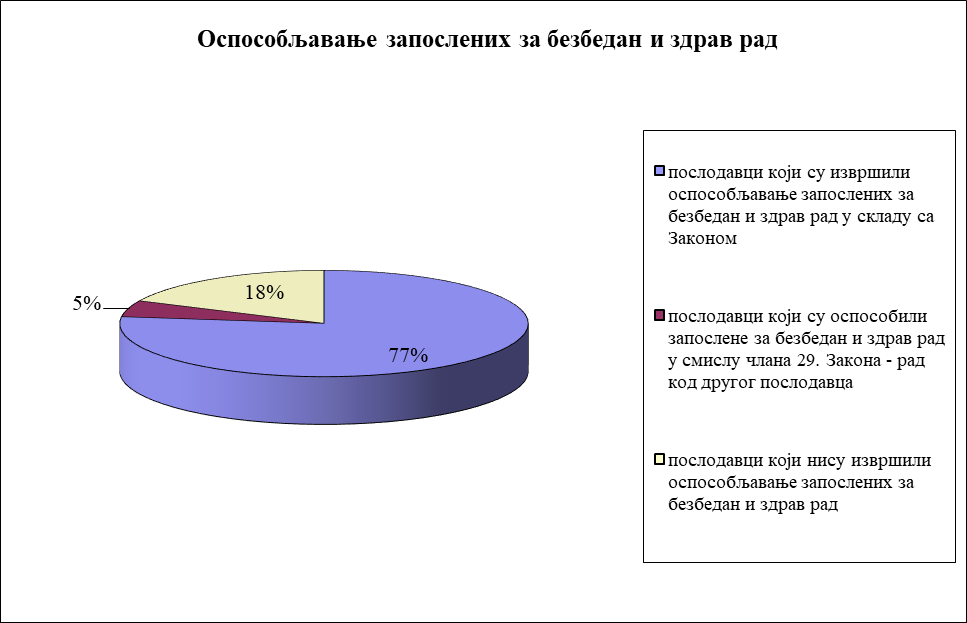 Оспособљавање запослених за безбедан и здрав рад
18%
5%
77%
послодавци који су извршили
оспособљавање запослених за
безбедан и здрав рад у складу са
Законом
послодавци који су оспособили
запослене за безбедан и здрав рад
у смислу члана 29. Закона - рад
код другог послодавца
послодавци који нису извршили
оспособљавање запослених за
безбедан и здрав рад